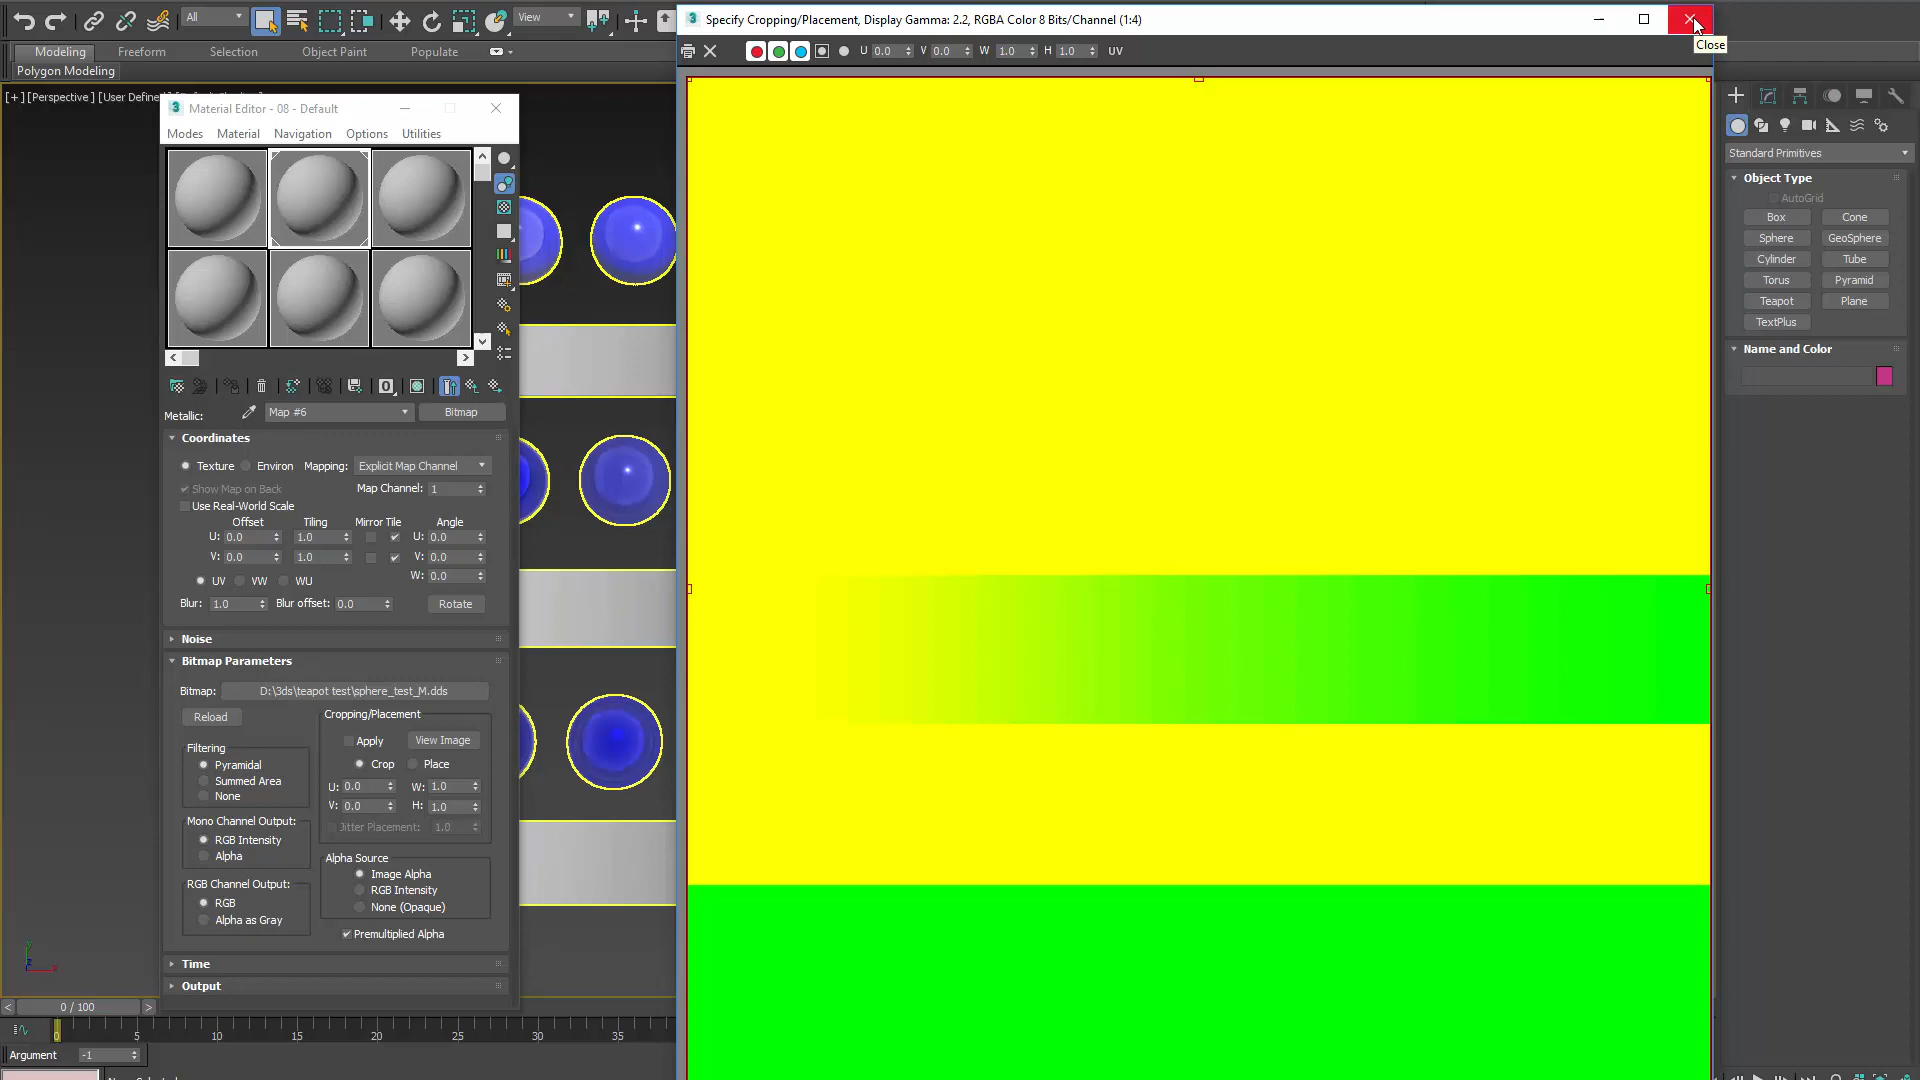 All
View
Specify Cropping/Placement, Display Gamma: 2.2, RGBA Color 8 Bits/Channel (1:4)
Close
U 0.0 V 0.0 W 1.0 H 1.0 UV
Modeling Freeform Selection Object Paint Populate
Polygon Modeling
[+] [Perspective] [User Define
3 Material Editor - 08 - Default
Modes Material Navigation Options Utilities
Metallic: Map #6 Bitmap
Coordinates
Texture Environ Mapping: Explicit Map Channel
Show Map on Back Map Channel: 1
Use Real-World Scale
Offset Tiling Mirror Tile Angle
U: 0.0 1.0 U: 0.0
V: 0.0 1.0 V: 0.0
W: 0.0
UV VW WU
Blur: 1.0 Blur offset: 0.0 Rotate
Noise
Bitmap Parameters
Bitmap: D:\3ds\teapot test\sphere_test_M.dds
Reload
Cropping/Placement
Apply View Image
Crop Place
U: 0.0 W: 1.0
V: 0.0 H: 1.0
Jitter Placement: 1.0
Filtering
Pyramidal
Summed Area
None
Mono Channel Output:
RGB Intensity
Alpha
RGB Channel Output:
RGB
Alpha as Gray
Alpha Source
Image Alpha
RGB Intensity
None (Opaque)
Premultiplied Alpha
Time
Output
Standard Primitives
Object Type
AutoGrid
Box Cone
Sphere GeoSphere
Cylinder Tube
Torus Pyramid
Teapot Plane
TextPlus
Name and Color
0 / 100
0 5 10 15 20 25 30 35
Argument -1